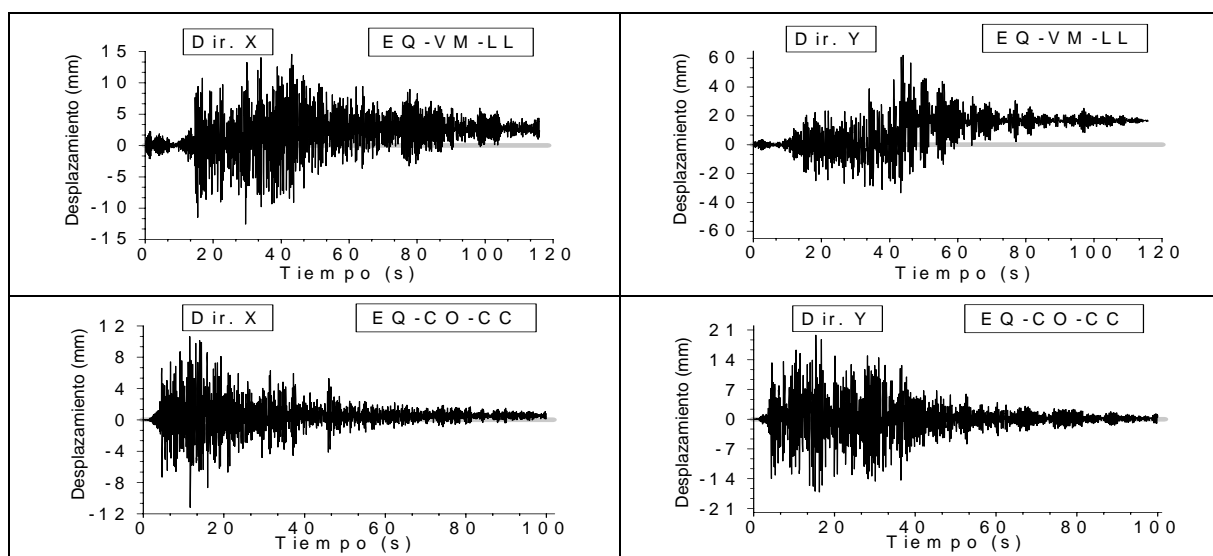 Dir. X
EQ-VM-LL
Desplazamiento (mm)
15
10
5
0
-5
-10
-15
0 20 40 60 80 100 120
Tiempo (s)
Dir. Y
EQ-VM-LL
Desplazamiento (mm)
60
40
20
0
-20
-40
-60
0 20 40 60 80 100 120
Tiempo (s)
Dir. X
EQ-CO-CC
Desplazamiento (mm)
12
8
4
0
-4
-8
-12
0 20 40 60 80 100
Tiempo (s)
Dir. Y
EQ-CO-CC
Desplazamiento (mm)
21
14
7
0
-7
-14
-21
0 20 40 60 80 100
Tiempo (s)